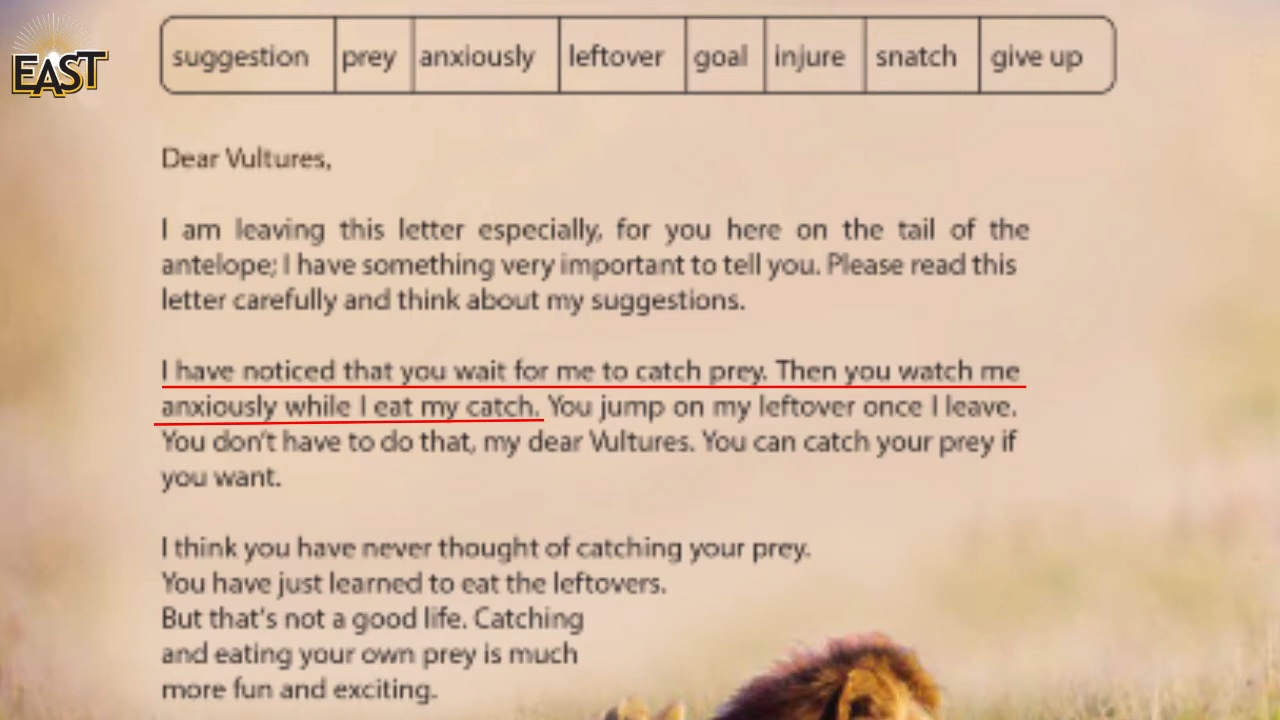 EAST
suggestion prey anxiously leftover goal injure snatch give up
Dear Vultures,
I am leaving this letter especially, for you here on the tail of the
antelope; I have something very important to tell you. Please read this
letter carefully and think about my suggestions.
I have noticed that you wait for me to catch prey. Then you watch me
anxiously while I eat my catch. You jump on my leftover once I leave.
You don't have to do that, my dear Vultures. You can catch your prey if
you want.
I think you have never thought of catching your prey.
You have just learned to eat the leftovers.
But that's not a good life. Catching
and eating your own prey is much
more fun and exciting.